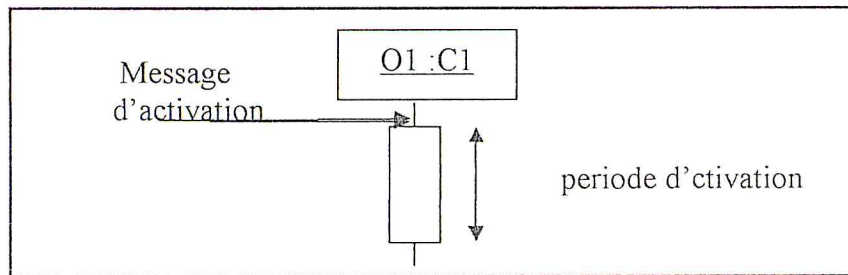 O1 :C1
Message
d'activation
periode d'ctivation